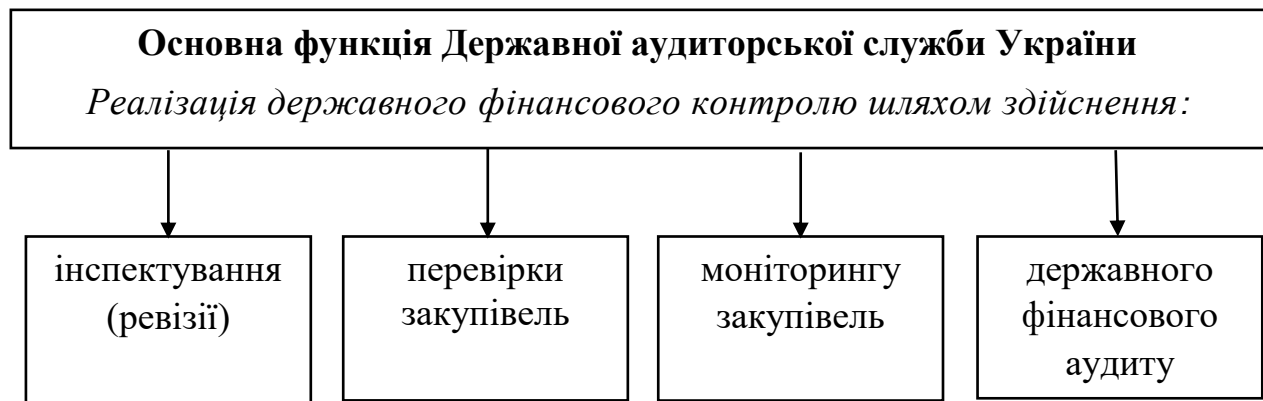 Основна функція Державної аудиторської служби України
Реалізація державного фінансового контролю шляхом здійснення:
інспектування
(ревізії)
перевірки
закупівель
моніторингу
закупівель
державного
фінансового
аудиту